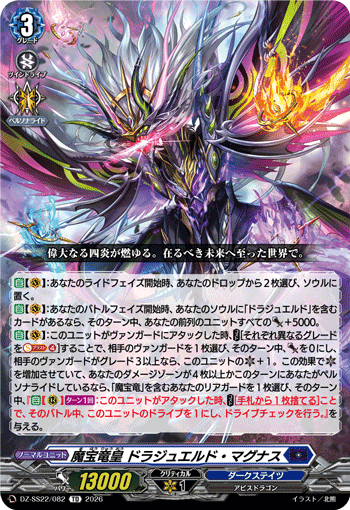 3
グレード
ツインドライブ
ペルソナライド
偉大なる四炎が燃ゆる。在るべき未来へ至った世界で。
自【V】:あなたのライドフェイズ開始時、あなたのドロップから2枚選び、ソウルに
置く。
自【V】:あなたのバトルフェイズ開始時、あなたのソウルに「ドラジュエルド」を含む
カードがあるなら、そのターン中、あなたの前列のユニットすべての+5000。
自【V】:このユニットがヴァンガードにアタックした時、[それぞれ異なるグレードを
することで、相手のヴァンガードを1枚選び、そのターン中、を0にし、
相手のヴァンガードがグレード3以上なら、このユニットの+1。この効果で
を増加させていて、あなたのダメージゾーンが4枚以上かこのターンにあなたがペ
ルソナライドしているなら、「魔宝竜」を含むあなたのリアガードを1枚選び、そのター
ン中、『自【R】ターン1回:このユニットがアタックした時、[手札から1枚捨てる]こと
で、そのバトル中、このユニットのドライブを1にし、ドライブチェックを行う。』を
与える。
ノーマルユニット
魔宝竜皇 ドラジュエルド・マグナス
パワー
13000
クリティカル
1
ダークステイツ
アビスドラゴン
DZ-SS22/082 TD 2026
イラスト/北熊